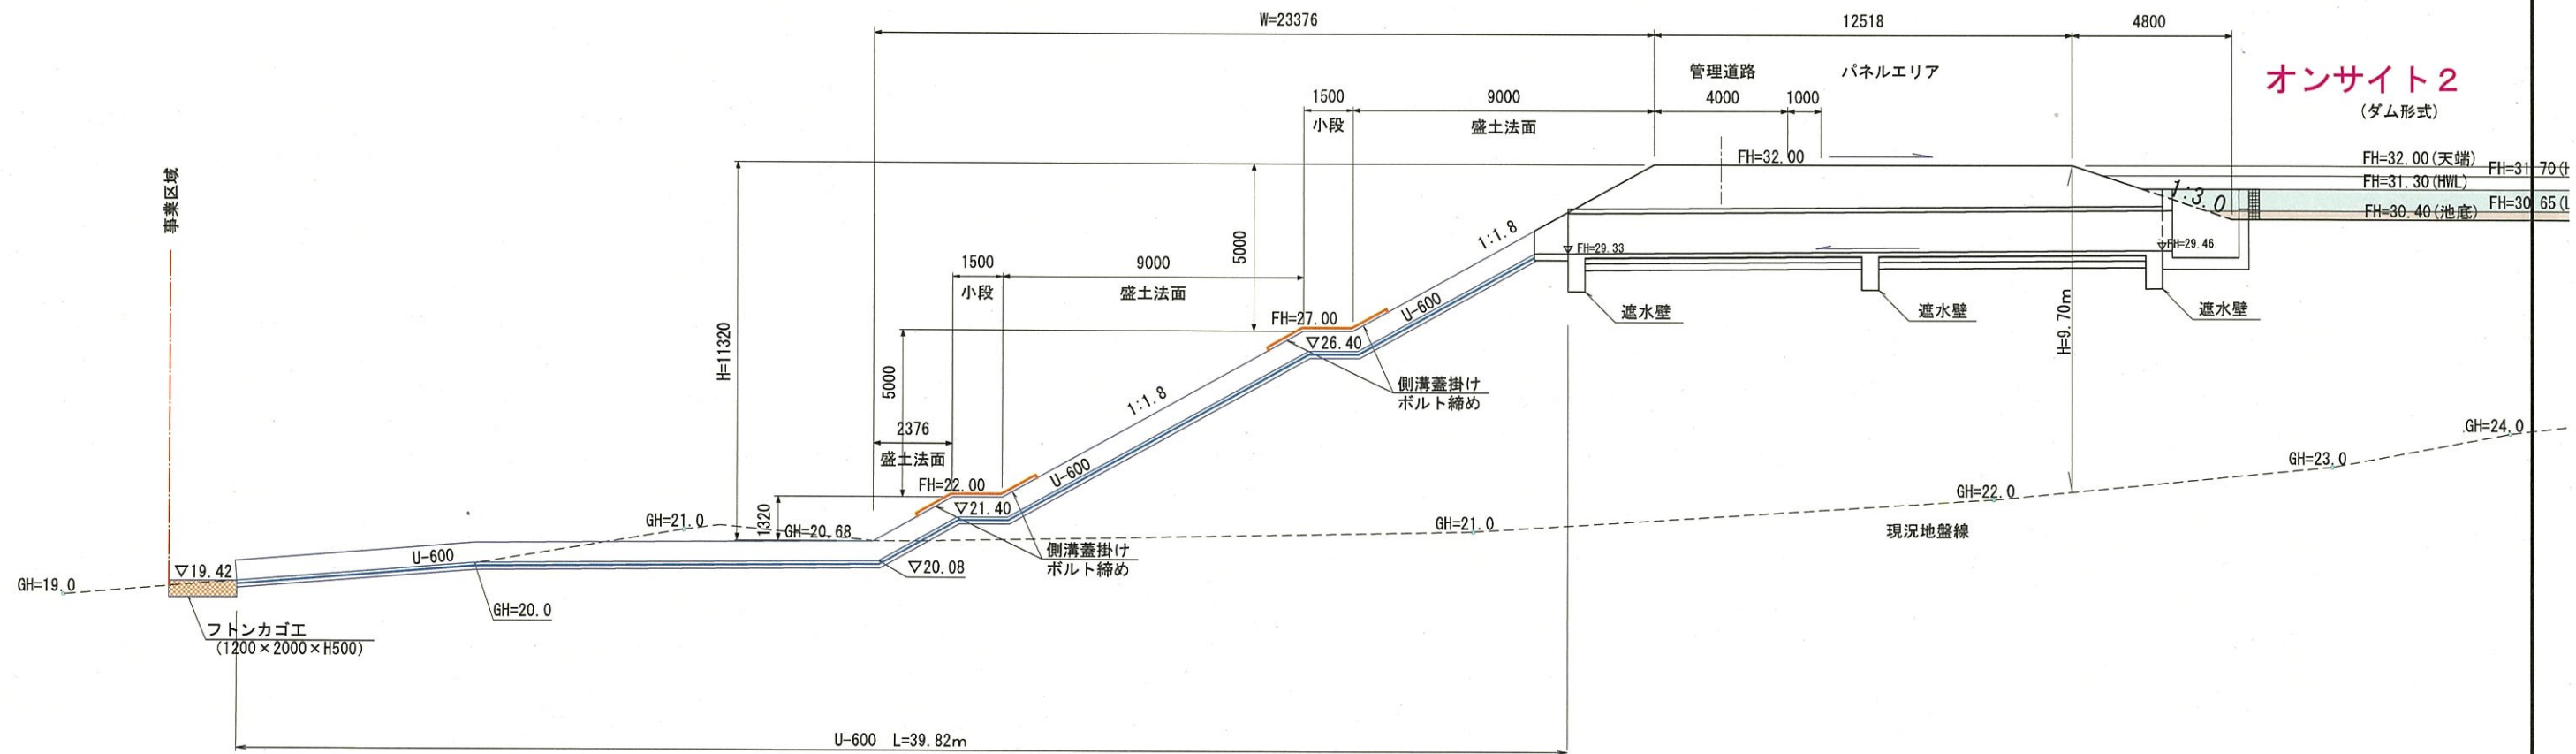 W=23376
12518
4800
オンサイト2
(ダム形式)
管理道路
パネルエリア
1500
9000
4000
1000
小段
盛土法面
事業区域
FH=32.00
FH=32.00(天端)
FH=31.70
FH=31.30(HWL)
1:3.0
FH=30.65
FH=30.40(池底)
5000
1:1.8
FH=29.33
FH=29.46
1500
9000
小段
盛土法面
H=11320
FH=27.00
U-600
遮水壁
遮水壁
遮水壁
H=9.70m
▽26.40
5000
1:1.8
側溝蓋掛け
ボルト締め
2376
盛土法面
GH=24.0
GH=23.0
U-600
FH=22.00
GH=22.0
▽21.40
1320
GH=21.0
GH=20.68
GH=21.0
現況地盤線
U-600
側溝蓋掛け
ボルト締め
▽19.42
▽20.08
GH=19.0
GH=20.0
フトンカゴエ
(1200×2000×H500)
U-600 L=39.82m